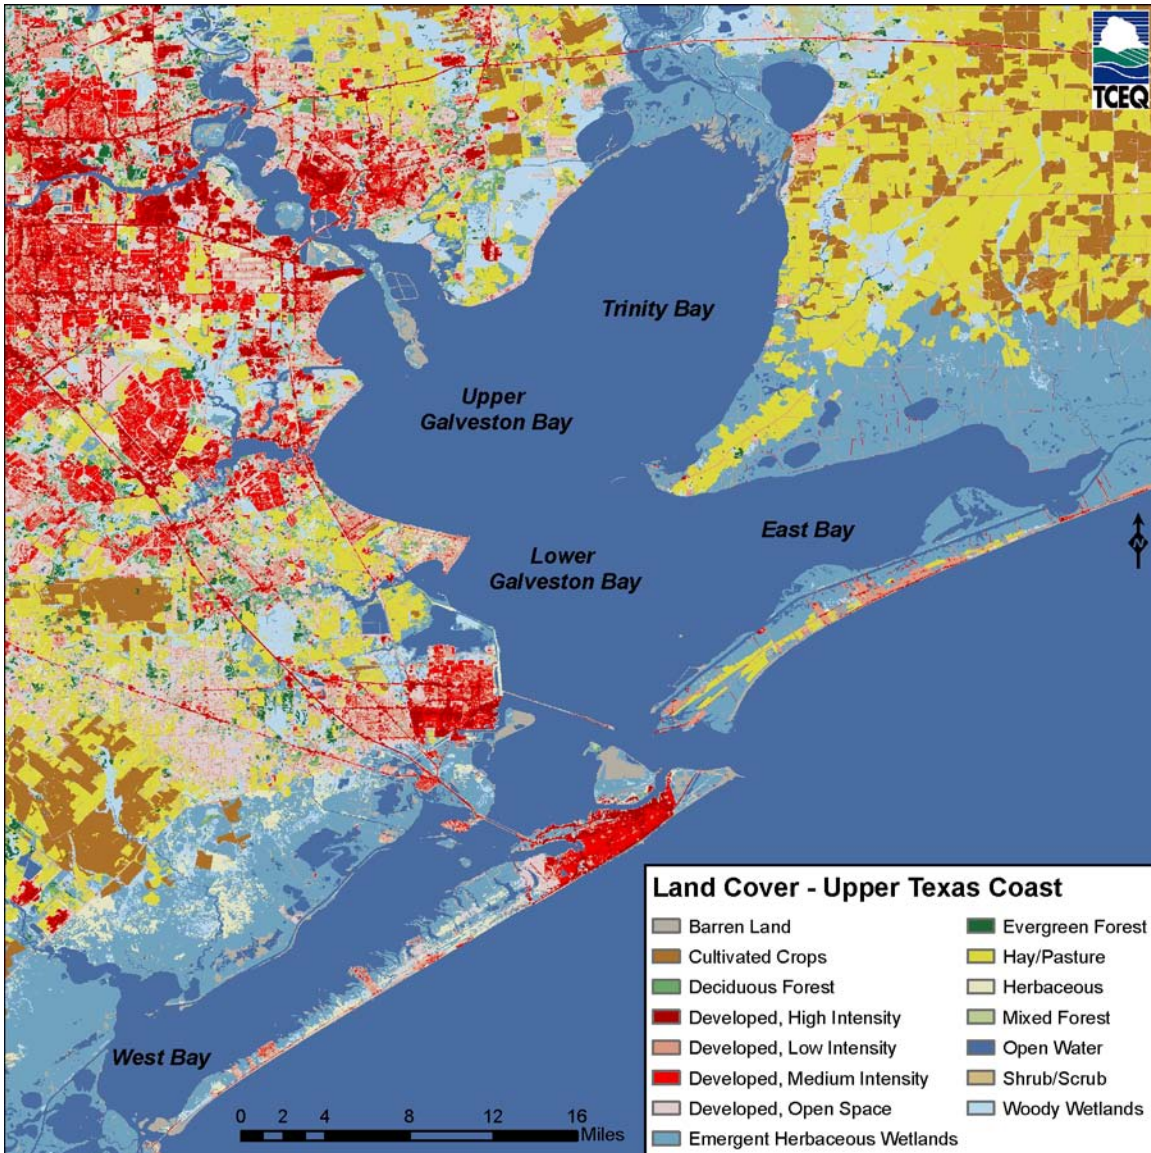 TCEQ
Trinity Bay
Upper
Galveston Bay
East Bay
N
Lower
Galveston Bay
West Bay
Land Cover - Upper Texas Coast
Barren Land
Cultivated Crops
Deciduous Forest
Developed, High Intensity
Developed, Low Intensity
Developed, Medium Intensity
Developed, Open Space
Emergent Herbaceous Wetlands
Evergreen Forest
Hay/Pasture
Herbaceous
Mixed Forest
Open Water
Shrub/Scrub
Woody Wetlands
0 2 4 8 12 16
Miles